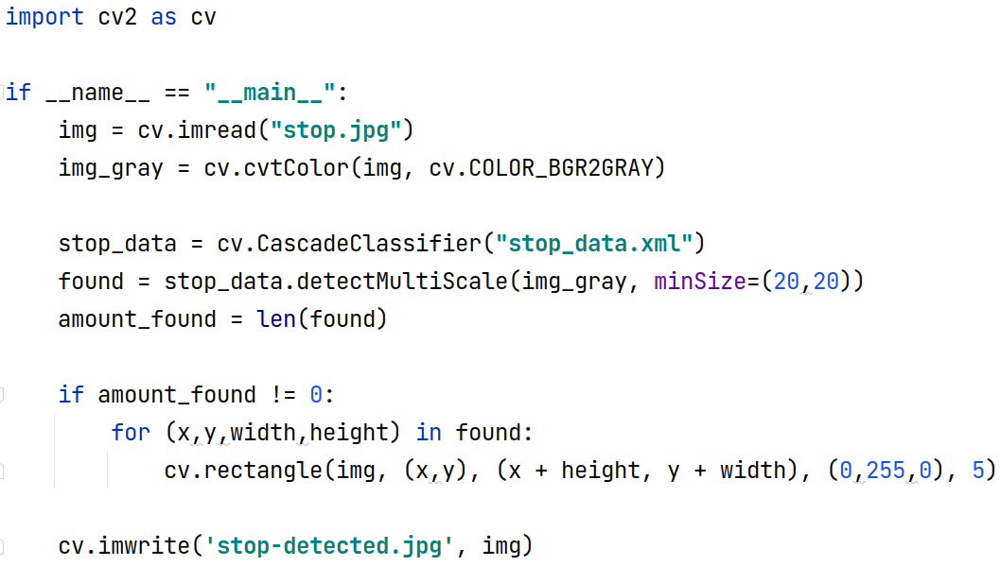 import cv2 as cv
if __name__ == "__main__":
    img = cv.imread("stop.jpg")
    img_gray = cv.cvtColor(img, cv.COLOR_BGR2GRAY)
    stop_data = cv.CascadeClassifier("stop_data.xml")
    found = stop_data.detectMultiScale(img_gray, minSize=(20,20))
    amount_found = len(found)
    if amount_found != 0:
        for (x,y,width,height) in found:
            cv.rectangle(img, (x,y), (x + height, y + width), (0,255,0), 5)
    cv.imwrite('stop-detected.jpg', img)